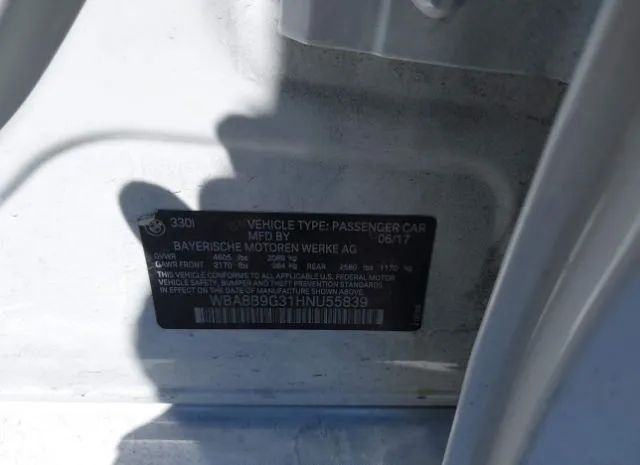 330I VEHICLE TYPE: PASSENGER CAR
MFD BY 06/17
BAYERISCHE MOTOREN WERKE AG
GVWR 4605 lbs 2089 kg
GAWR FRONT 2170 lbs 984 kg REAR 2580 lbs 1170 kg
THIS VEHICLE CONFORMS TO ALL APPLICABLE FEDERAL MOTOR
VEHICLE SAFETY, BUMPER, AND THEFT PREVENTION STANDARDS
IN EFFECT ON THE DATE OF MANUFACTURE SHOWN ABOVE.
WBA8B9G31HNU55839